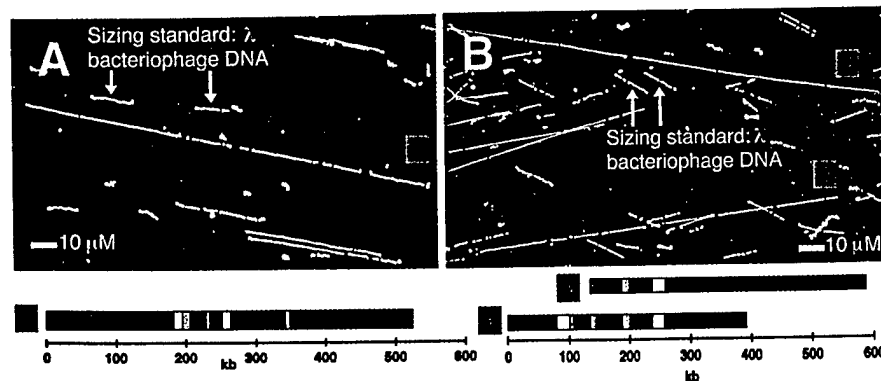 A
Sizing standard: λ
bacteriophage DNA
10 μM
B
Sizing standard: λ
bacteriophage DNA
10 μM
0 100 200 300 400 500 600
kb
0 100 200 300 400 500 600
kb